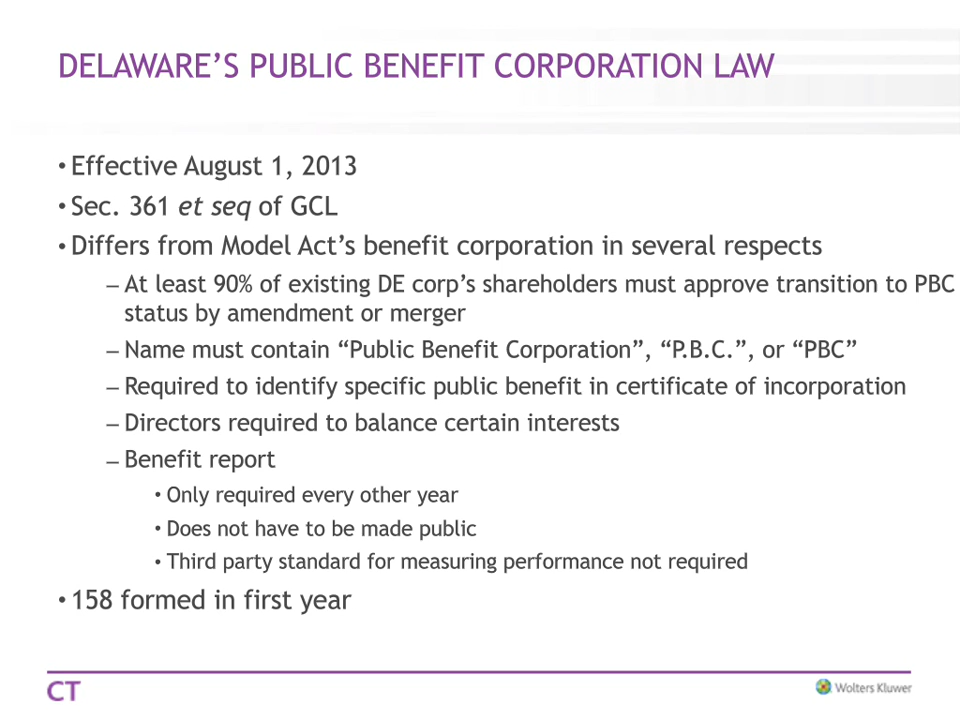 DELAWARE’S PUBLIC BENEFIT CORPORATION LAW
• Effective August 1, 2013
• Sec. 361 et seq of GCL
• Differs from Model Act’s benefit corporation in several respects
– At least 90% of existing DE corp’s shareholders must approve transition to PBC
status by amendment or merger
– Name must contain “Public Benefit Corporation”, “P.B.C.”, or “PBC”
– Required to identify specific public benefit in certificate of incorporation
– Directors required to balance certain interests
– Benefit report
• Only required every other year
• Does not have to be made public
• Third party standard for measuring performance not required
• 158 formed in first year
CT
Wolters Kluwer